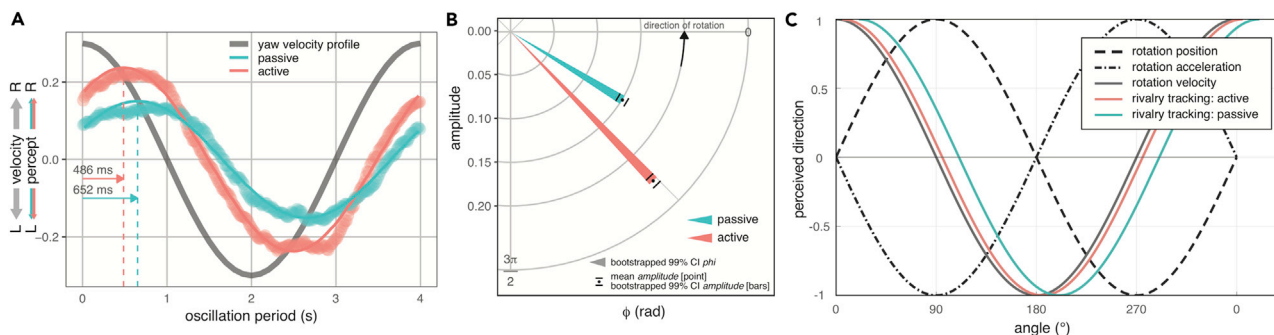 A
yaw velocity profile
passive
active
0.2
0.0
−0.2
R R
velocity
percept
L L
486 ms
652 ms
0 1 2 3 4
oscillation period (s)
B
direction of rotation
0
0.00
0.05
0.10
0.15
0.20
amplitude
passive
active
bootstrapped 99% CI phi
mean amplitude [point]
bootstrapped 99% CI amplitude [bars]
3π
2
ϕ (rad)
C
1
0.5
0
-0.5
-1
perceived direction
rotation position
rotation acceleration
rotation velocity
rivalry tracking: active
rivalry tracking: passive
0 90 180 270 0
angle (°)